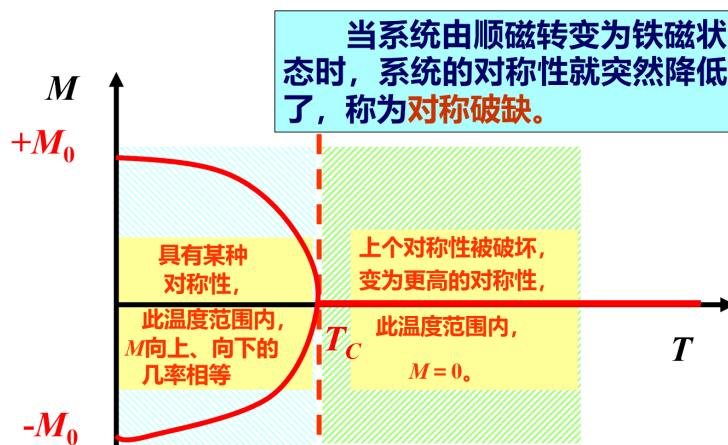 当系统由顺磁转变为铁磁状
态时，系统的对称性就突然降低
了，称为对称破缺。
M
+M₀
具有某种
对称性，
此温度范围内，
M向上、向下的
几率相等
上个对称性被破坏，
变为更高的对称性，
此温度范围内，
M = 0。
T_C
T
-M₀